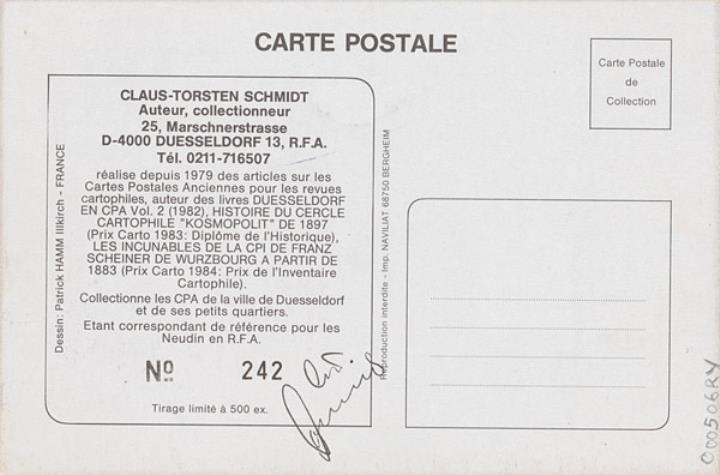 CARTE POSTALE
Carte Postale
de
Collection
CLAUS-TORSTEN SCHMIDT
Auteur, collectionneur
25, Marschnerstrasse
D-4000 DUESSELDORF 13, R.F.A.
Tél. 0211-716507
réalise depuis 1979 des articles sur les
Cartes Postales Anciennes pour les revues
cartophiles, auteur des livres DUESSELDORF
EN CPA Vol. 2 (1982), HISTOIRE DU CERCLE
CARTOPHILE "KOSMOPOLIT" DE 1897
(Prix Carto 1983: Diplôme de l'Historique),
LES INCUNABLES DE LA CPI DE FRANZ
SCHEINER DE WURZBOURG A PARTIR DE
1883 (Prix Carto 1984: Prix de l'Inventaire
Cartophile).
Collectionne les CPA de la ville de Duesseldorf
et de ses petits quartiers.
Etant correspondant de référence pour les
Neudin en R.F.A.
Nº 242
Tirage limité à 500 ex.
Dessin: Patrick HAMM Illkirch - FRANCE
Reproduction interdite - Imp. NAVILIAT 68750 BERGHEIM